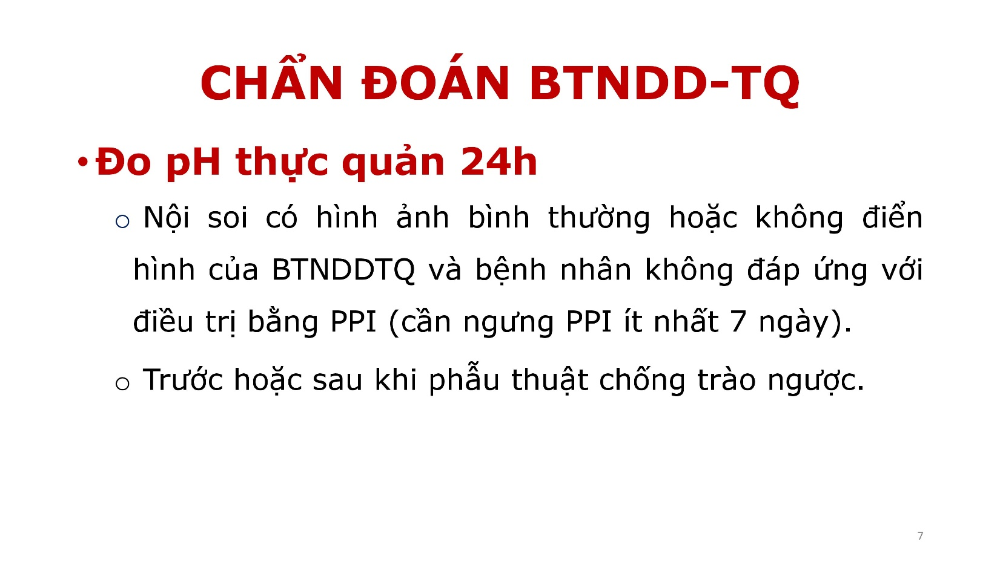 CHẨN ĐOÁN BTNDD-TQ
• Đo pH thực quản 24h
o Nội soi có hình ảnh bình thường hoặc không điển
hình của BTNDDTQ và bệnh nhân không đáp ứng với
điều trị bằng PPI (cần ngưng PPI ít nhất 7 ngày).
o Trước hoặc sau khi phẫu thuật chống trào ngược.
7